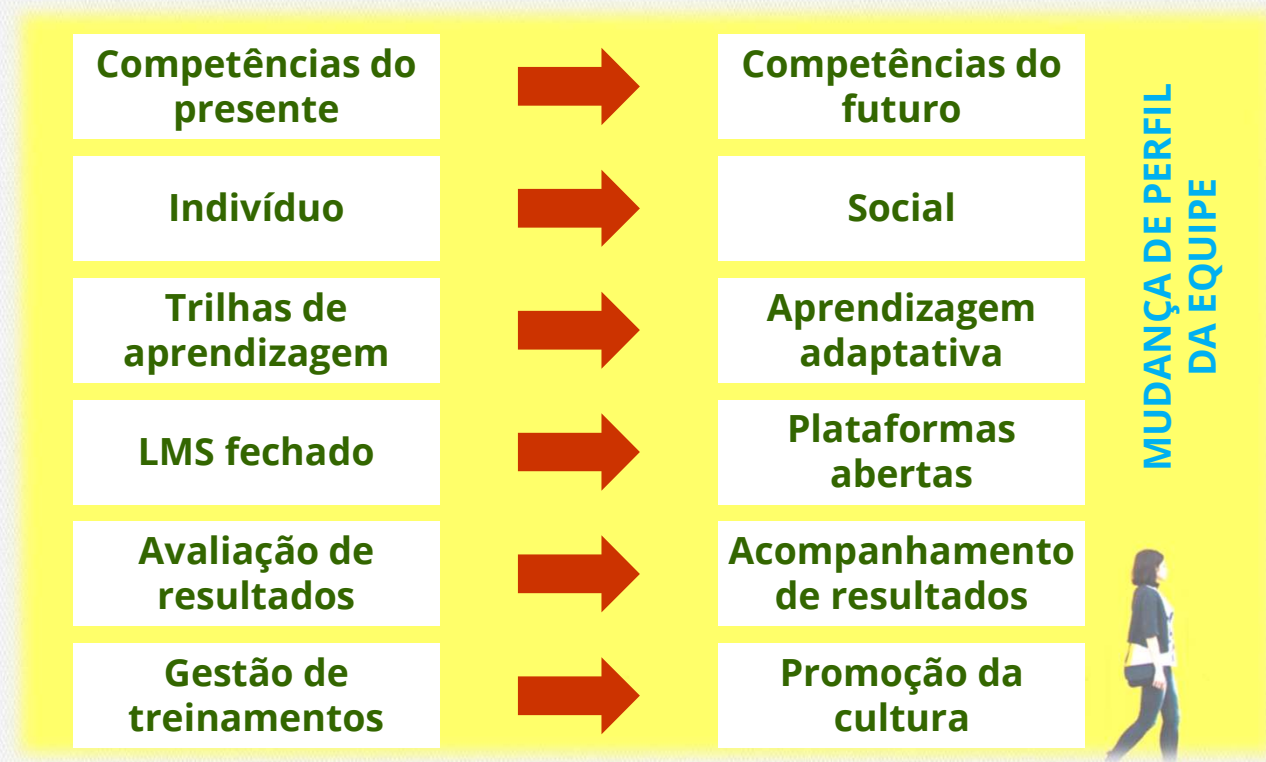 Competências do
presente
Competências do
futuro
Indivíduo
Social
Trilhas de
aprendizagem
Aprendizagem
adaptativa
LMS fechado
Plataformas
abertas
Avaliação de
resultados
Acompanhamento
de resultados
Gestão de
treinamentos
Promoção da
cultura
MUDANÇA DE PERFIL
DA EQUIPE